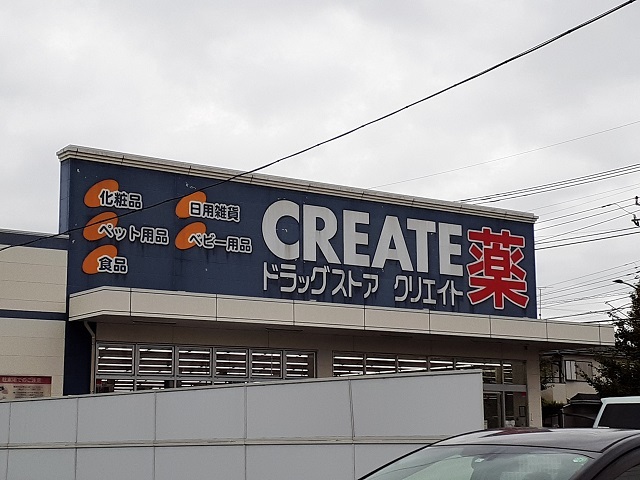 化粧品
ペット用品
食品
日用雑貨
ベビー用品
CREATE
ドラッグストア クリエイト
薬